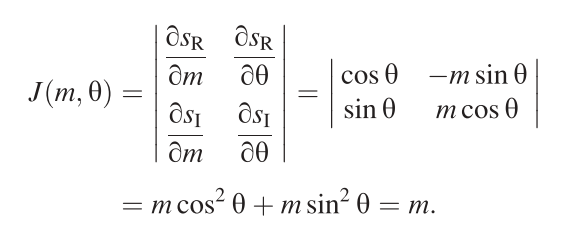 J(m, θ) = | ∂s_R/∂m ∂s_R/∂θ ; ∂s_I/∂m ∂s_I/∂θ | = | cos θ −m sin θ ; sin θ m cos θ |
= m cos² θ + m sin² θ = m.